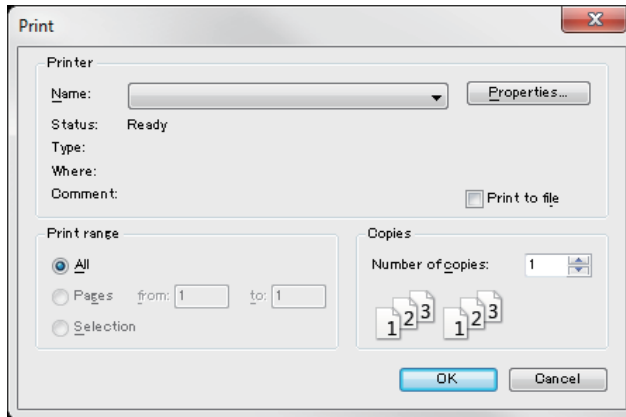 Print
Printer
Name:
Properties...
Status: Ready
Type:
Where:
Comment:
Print to file
Print range
All
Pages from: 1 to: 1
Selection
Copies
Number of copies: 1
1 2 3 1 2 3
OK Cancel